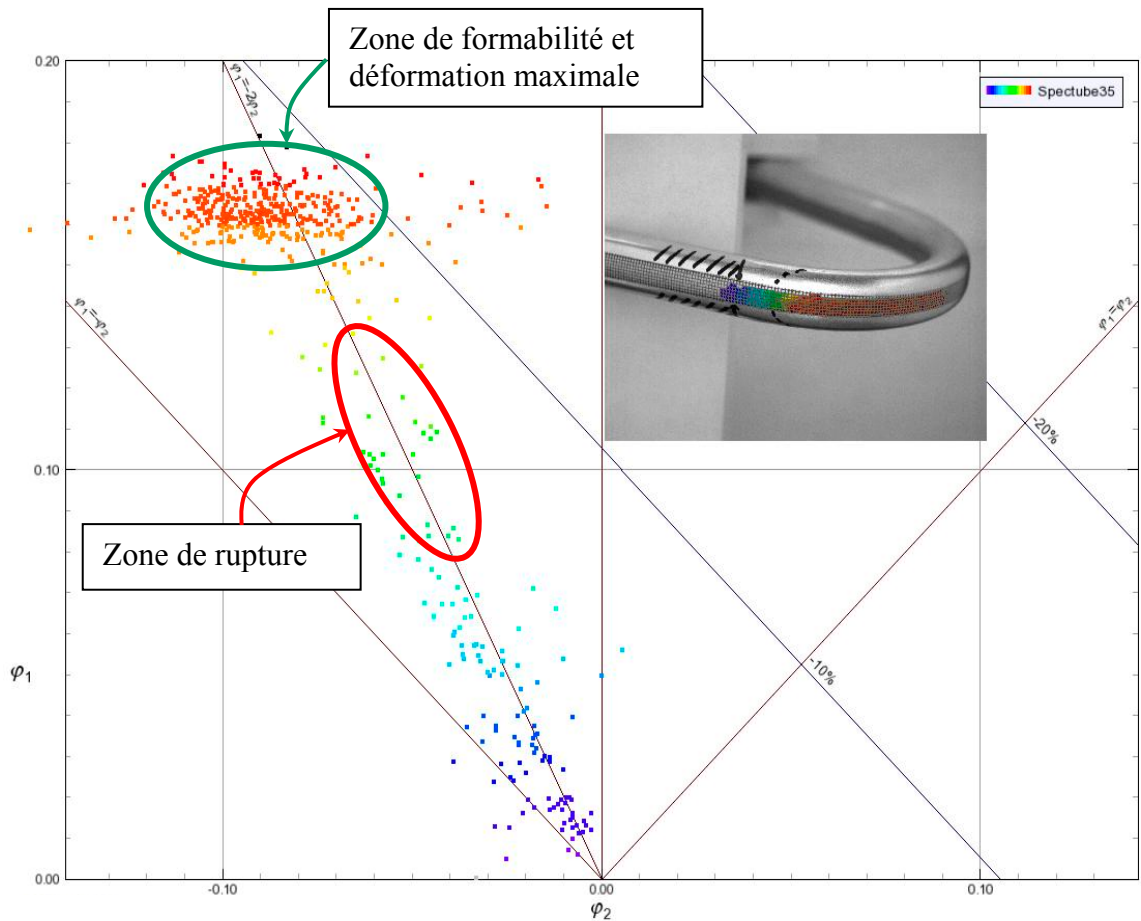 Zone de formabilité et
déformation maximale
0.20
φ₁=-2φ₂
Spectube35
φ₁=-φ₂
φ₁=φ₂
-20%
0.10
Zone de rupture
-10%
φ₁
0.00
-0.10
0.00
0.10
φ₂